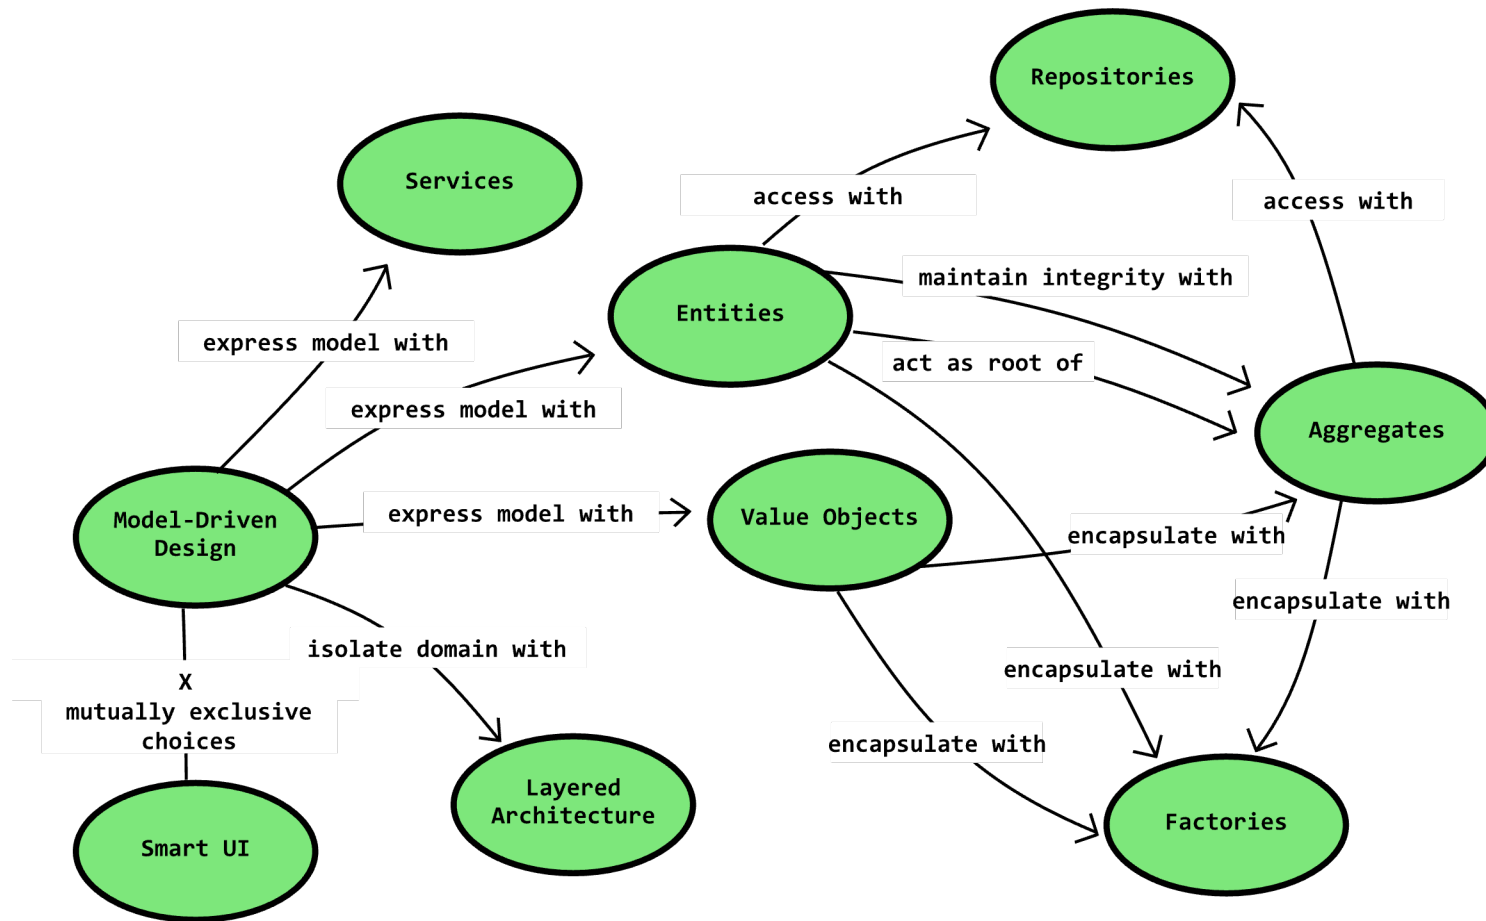 Repositories
Services
access with
access with
maintain integrity with
Entities
express model with
act as root of
express model with
Aggregates
express model with
Value Objects
Model-Driven
Design
encapsulate with
encapsulate with
isolate domain with
encapsulate with
X
mutually exclusive
choices
encapsulate with
Layered
Architecture
Factories
Smart UI